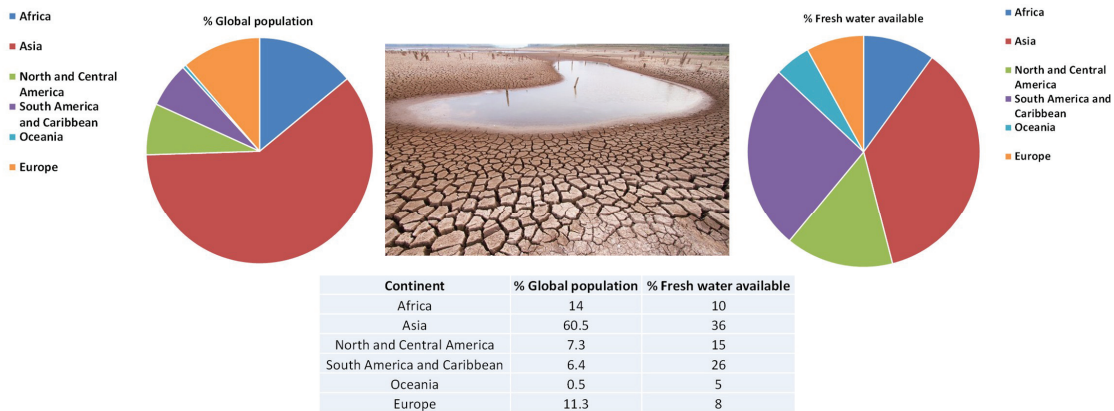 % Global population
Africa
Asia
North and Central
America
South America
and Caribbean
Oceania
Europe
% Fresh water available
Africa
Asia
North and Central
America
South America and
Caribbean
Oceania
Europe
Continent % Global population % Fresh water available
Africa 14 10
Asia 60.5 36
North and Central America 7.3 15
South America and Caribbean 6.4 26
Oceania 0.5 5
Europe 11.3 8